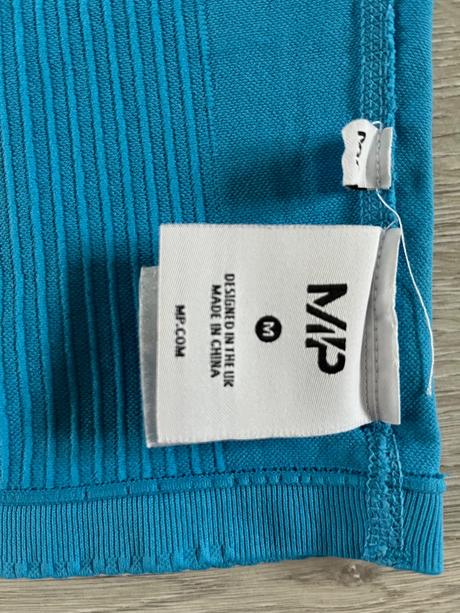 MP
M
DESIGNED IN THE UK
MADE IN CHINA
MP.COM